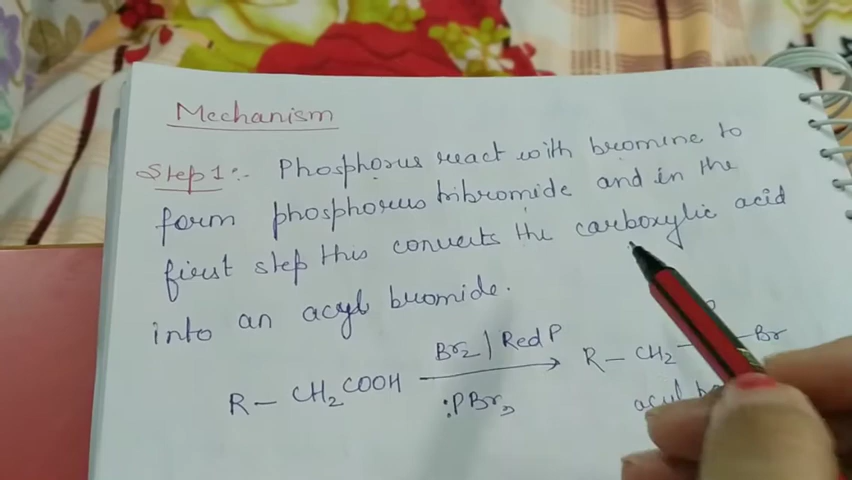 Mechanism
Step 1:- Phosphorus react with bromine to
form phosphorus tribromide and in the
first step this converts the carboxylic acid
into an acyl bromide.
R — CH2COOH Br2 / Red P :PBr3 R — CH2 — — Br
acyl